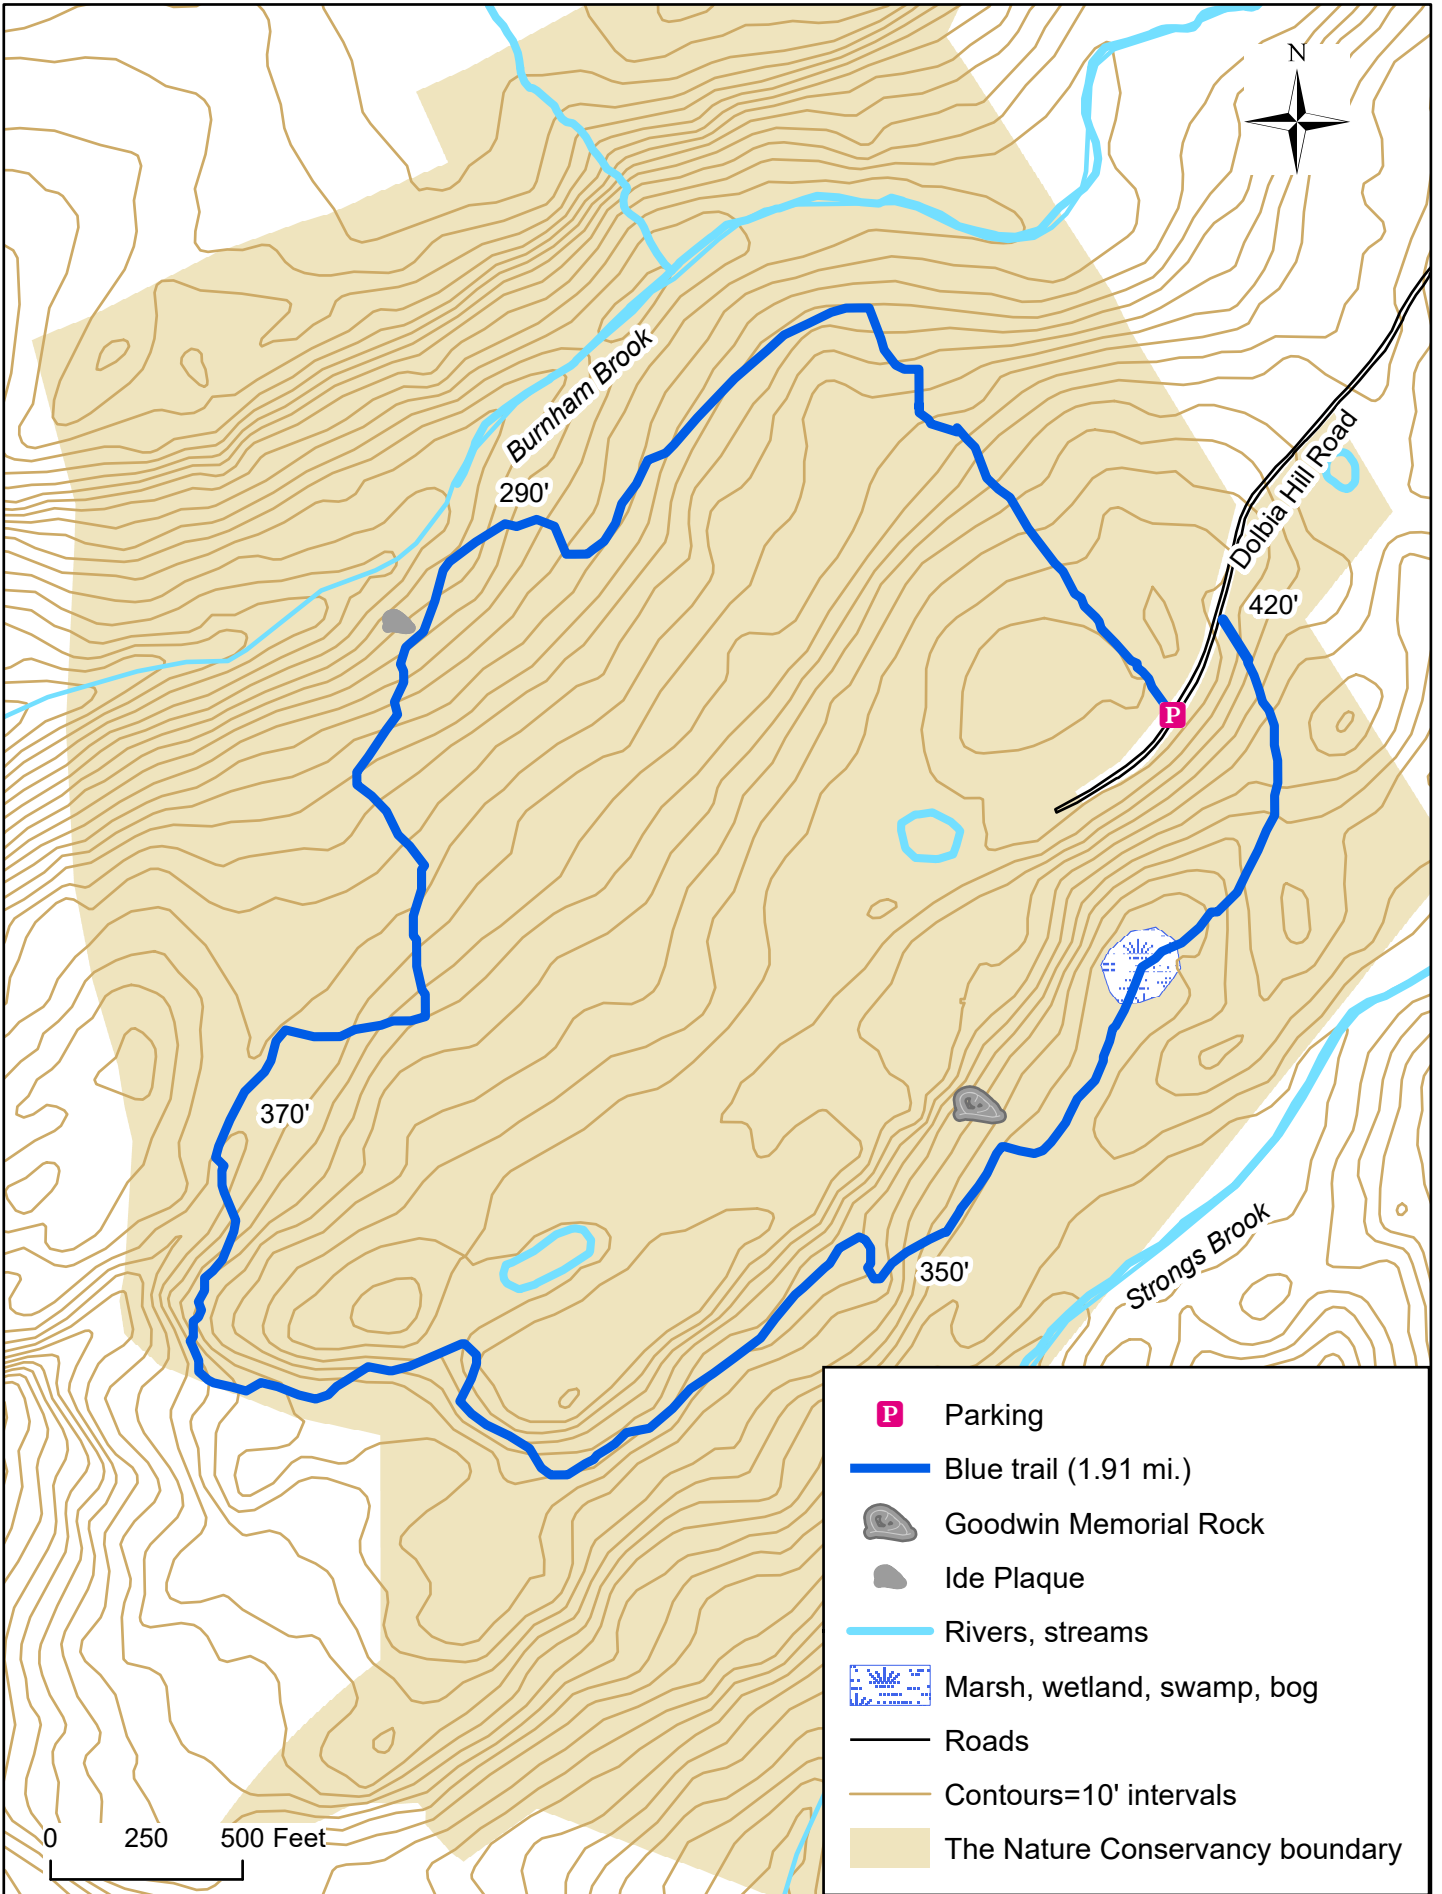 N
Burnham Brook
290'
Dolbia Hill Road
420'
P
370'
350'
Strongs Brook
P Parking
Blue trail (1.91 mi.)
Goodwin Memorial Rock
Ide Plaque
Rivers, streams
Marsh, wetland, swamp, bog
Roads
Contours=10' intervals
The Nature Conservancy boundary
0 250 500 Feet